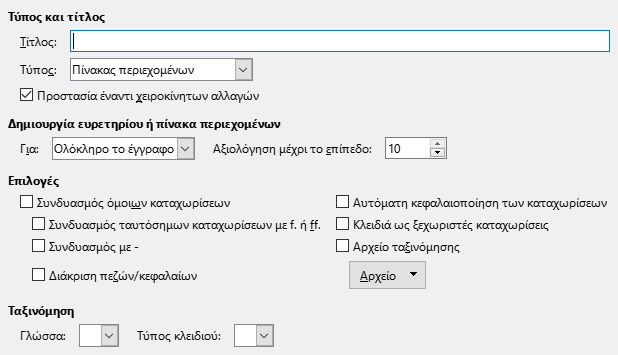 Τύπος και τίτλος
Τίτλος:
Τύπος: Πίνακας περιεχομένων
Προστασία έναντι χειροκίνητων αλλαγών
Δημιουργία ευρετηρίου ή πίνακα περιεχομένων
Για: Ολόκληρο το έγγραφο Αξιολόγηση μέχρι το επίπεδο: 10
Επιλογές
Συνδυασμός όμοιων καταχωρίσεων Αυτόματη κεφαλαιοποίηση των καταχωρίσεων
Συνδυασμός ταυτόσημων καταχωρίσεων με f. ή ff. Κλειδιά ως ξεχωριστές καταχωρίσεις
Συνδυασμός με - Αρχείο ταξινόμησης
Διάκριση πεζών/κεφαλαίων Αρχείο
Ταξινόμηση
Γλώσσα: Τύπος κλειδιού: